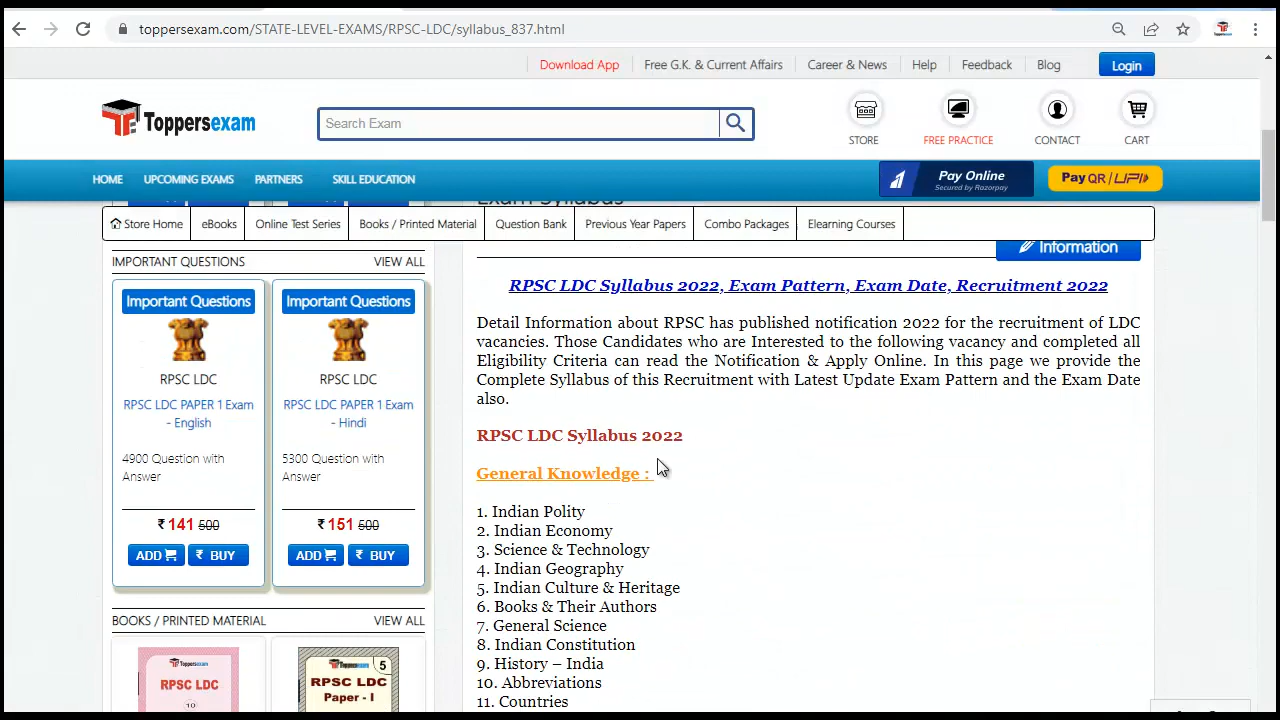 toppersexam.com/STATE-LEVEL-EXAMS/RPSC-LDC/syllabus_837.html
Download App
Free G.K. & Current Affairs
Career & News
Help
Feedback
Blog
Login
Toppersexam
Search Exam
STORE
FREE PRACTICE
CONTACT
CART
HOME
UPCOMING EXAMS
PARTNERS
SKILL EDUCATION
Pay Online
Secured by Razorpay
Pay QR / UPI
Exam Syllabus
Store Home
eBooks
Online Test Series
Books / Printed Material
Question Bank
Previous Year Papers
Combo Packages
Elearning Courses
IMPORTANT QUESTIONS
VIEW ALL
Important Questions
RPSC LDC
RPSC LDC PAPER 1 Exam
- English
4900 Question with
Answer
₹ 141 500
ADD
₹ BUY
Important Questions
RPSC LDC
RPSC LDC PAPER 1 Exam
- Hindi
5300 Question with
Answer
₹ 151 500
ADD
₹ BUY
BOOKS / PRINTED MATERIAL
VIEW ALL
Toppersexam
RPSC LDC
10
Toppersexam
5
RPSC LDC
Paper - I
Information
RPSC LDC Syllabus 2022, Exam Pattern, Exam Date, Recruitment 2022
Detail Information about RPSC has published notification 2022 for the recruitment of LDC
vacancies. Those Candidates who are Interested to the following vacancy and completed all
Eligibility Criteria can read the Notification & Apply Online. In this page we provide the
Complete Syllabus of this Recruitment with Latest Update Exam Pattern and the Exam Date
also.
RPSC LDC Syllabus 2022
General Knowledge :
1. Indian Polity
2. Indian Economy
3. Science & Technology
4. Indian Geography
5. Indian Culture & Heritage
6. Books & Their Authors
7. General Science
8. Indian Constitution
9. History – India
10. Abbreviations
11. Countries